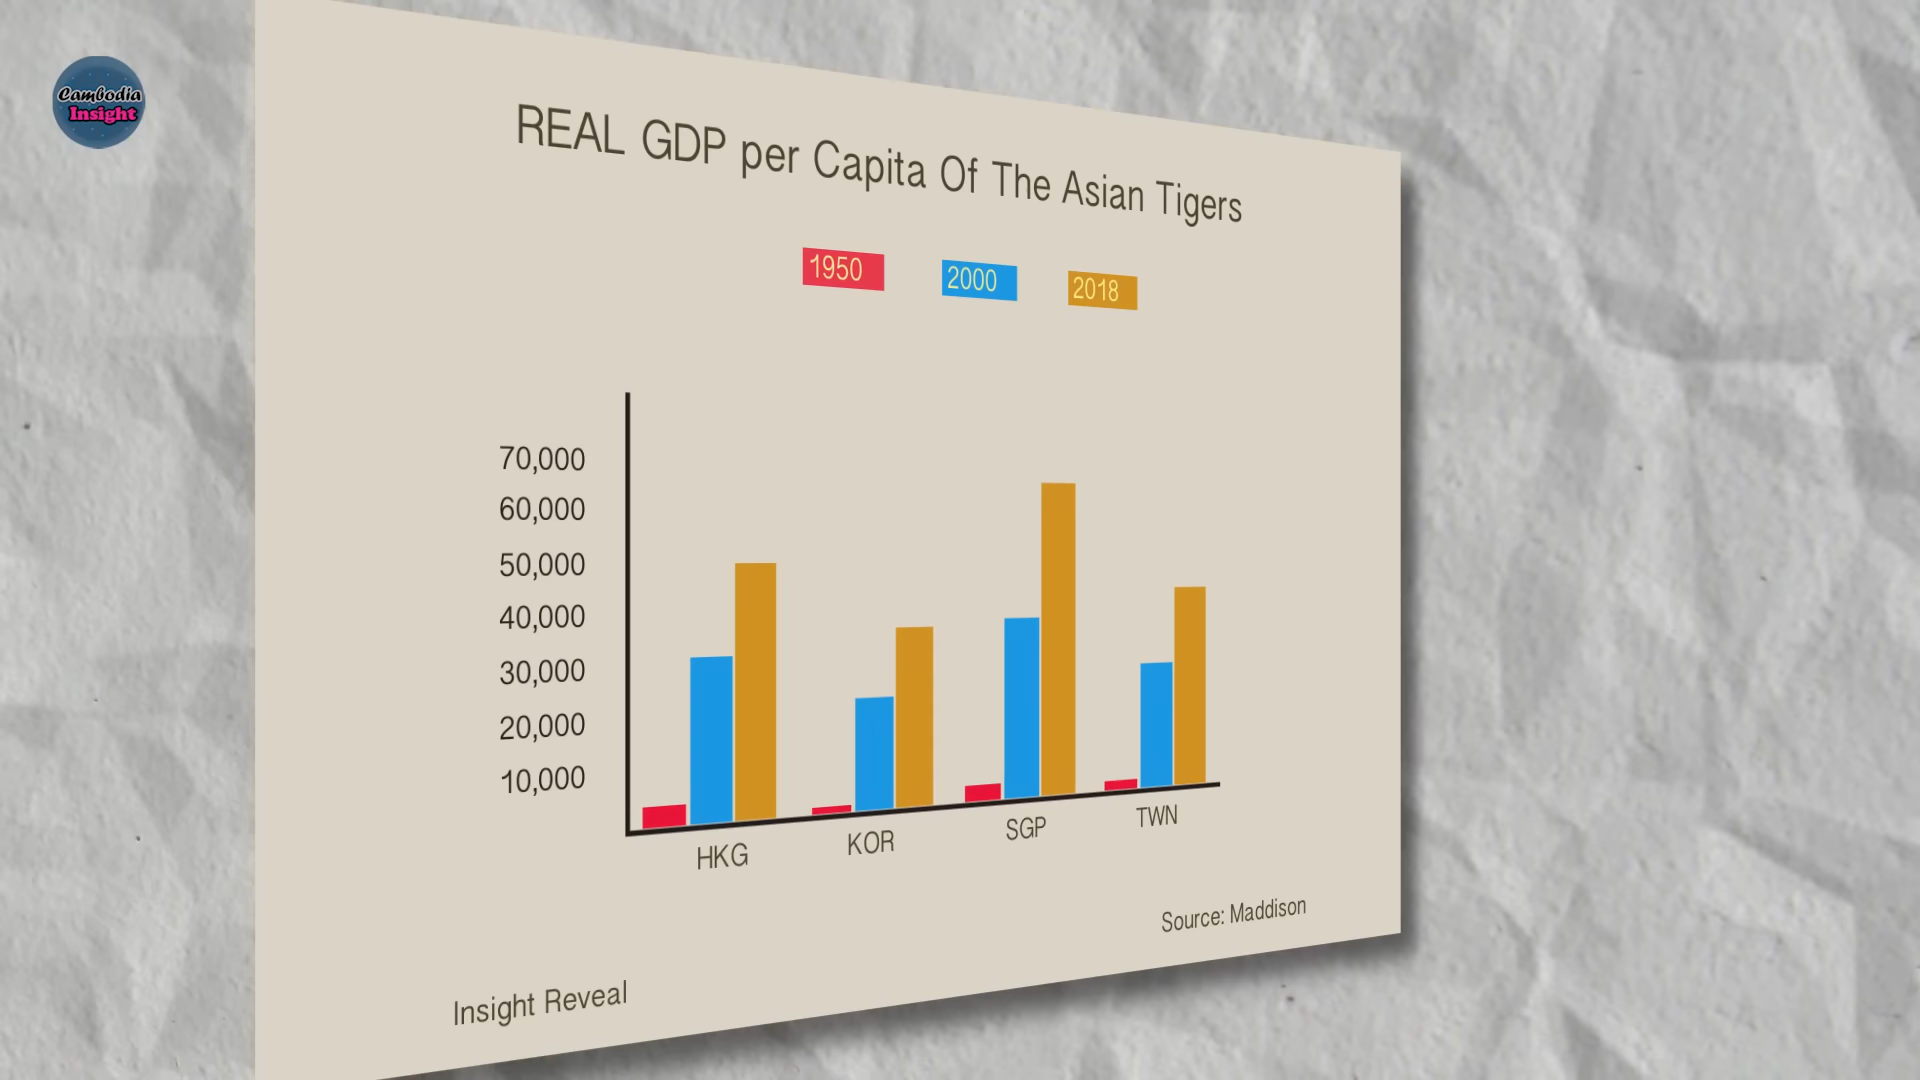 Cambodia
Insight
REAL GDP per Capita Of The Asian Tigers
1950 2000 2018
70,000
60,000
50,000
40,000
30,000
20,000
10,000
HKG KOR SGP TWN
Source: Maddison
Insight Reveal